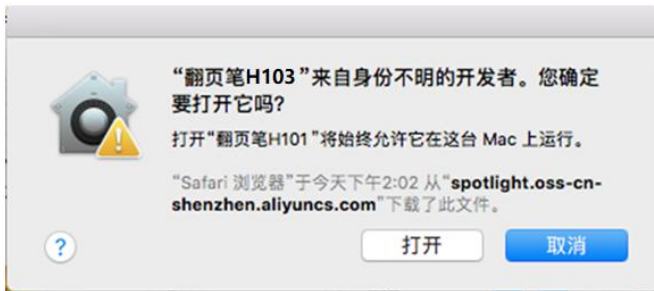 “翻页笔H103”来自身份不明的开发者。您确定
要打开它吗？
打开“翻页笔H101”将始终允许它在这台 Mac 上运行。
“Safari 浏览器”于今天下午2:02 从“spotlight.oss-cn-
shenzhen.aliyuncs.com”下载了此文件。
?
打开
取消